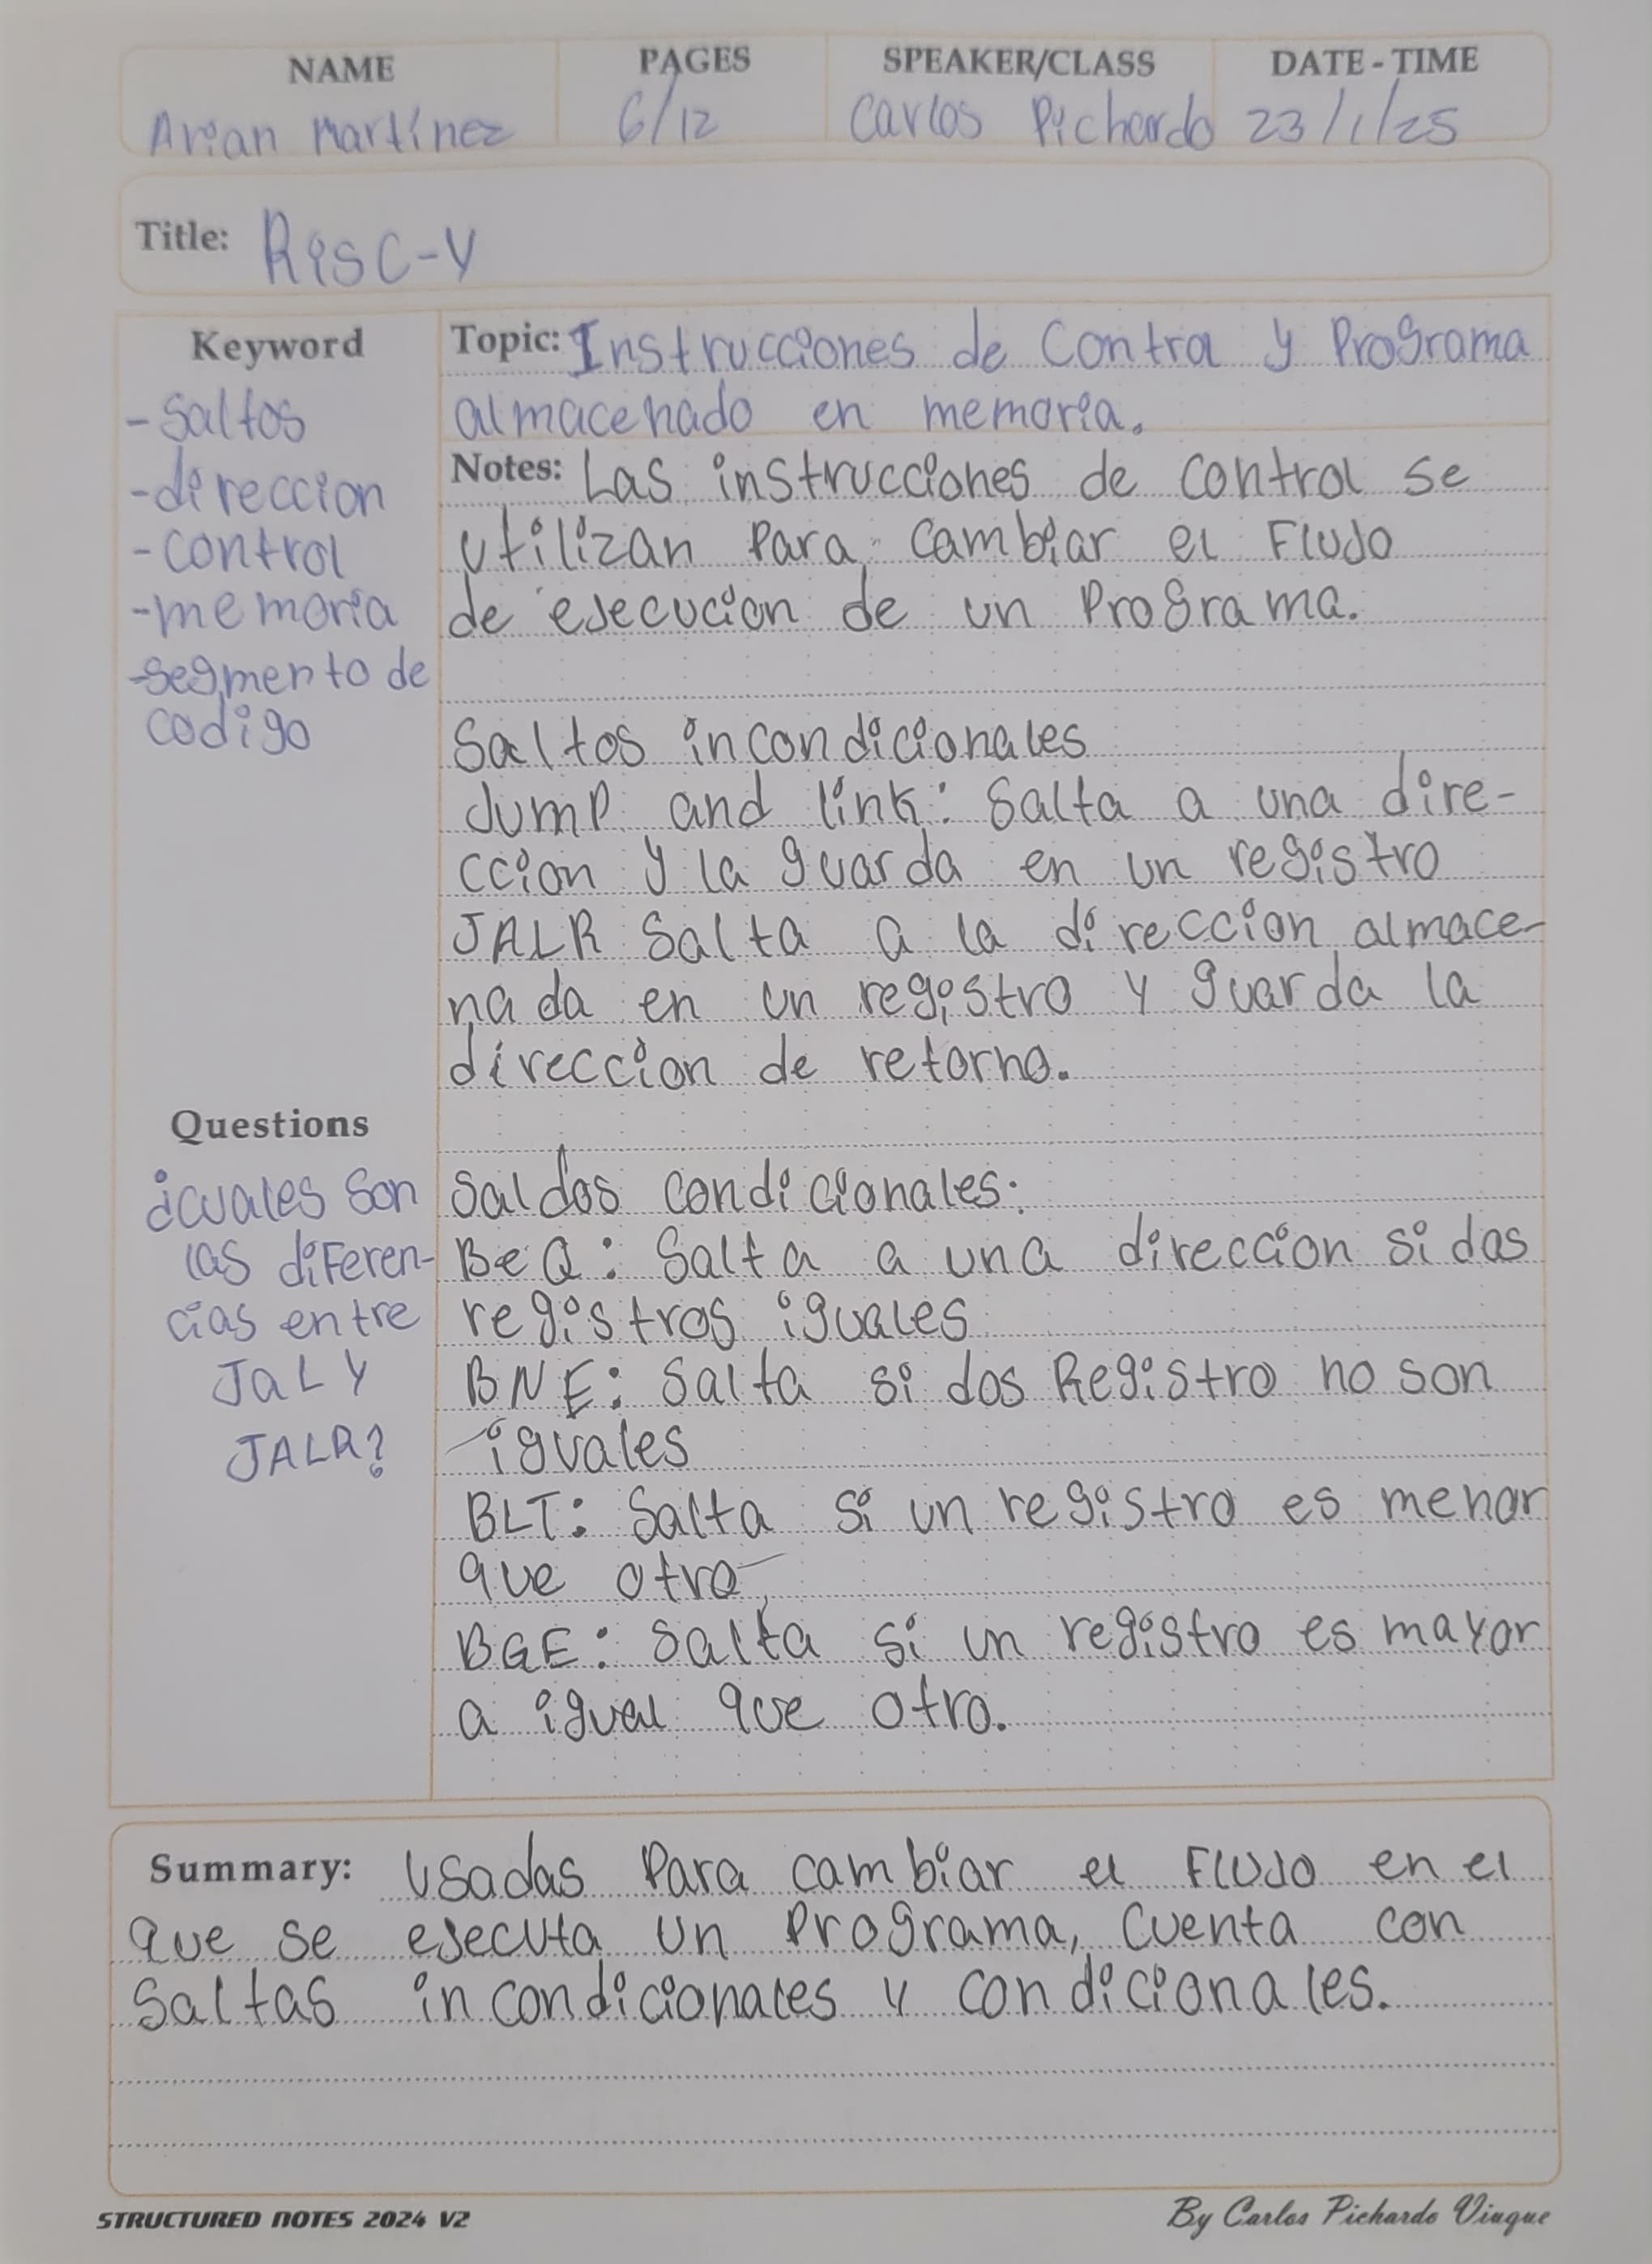 NAME PAGES SPEAKER/CLASS DATE - TIME
Arian Martínez 6/12 Carlos Pichardo 23/1/25
Title: RISC-V
Keyword
- Saltos
- direccion
- control
- memoria
- segmento de
codigo
Topic: Instrucciones de Control y Programa
almacenado en memoria.
Notes: Las instrucciones de control se
utilizan para cambiar el Flujo
de ejecucion de un Programa.
Saltos incondicionales
Jump and link: Salta a una dire-
ccion y la guarda en un registro
JALR Salta a la direccion almace-
nada en un registro y guarda la
direccion de retorno.
Questions
¿cuales son
las diferen-
cias entre
JaL y
JALR?
Saldos condicionales:
BeQ: Salta a una direccion si dos
registros iguales
BNE: Salta si dos Registro no son
iguales
BLT: Salta si un registro es menor
que otro
BGE: Salta si un registro es mayor
a igual que otro.
Summary: Usadas Para cambiar el Flujo en el
que se ejecuta un Programa, Cuenta con
Saltas incondicionales y condicionales.
STRUCTURED NOTES 2024 V2
By Carlos Pichardo Viuque